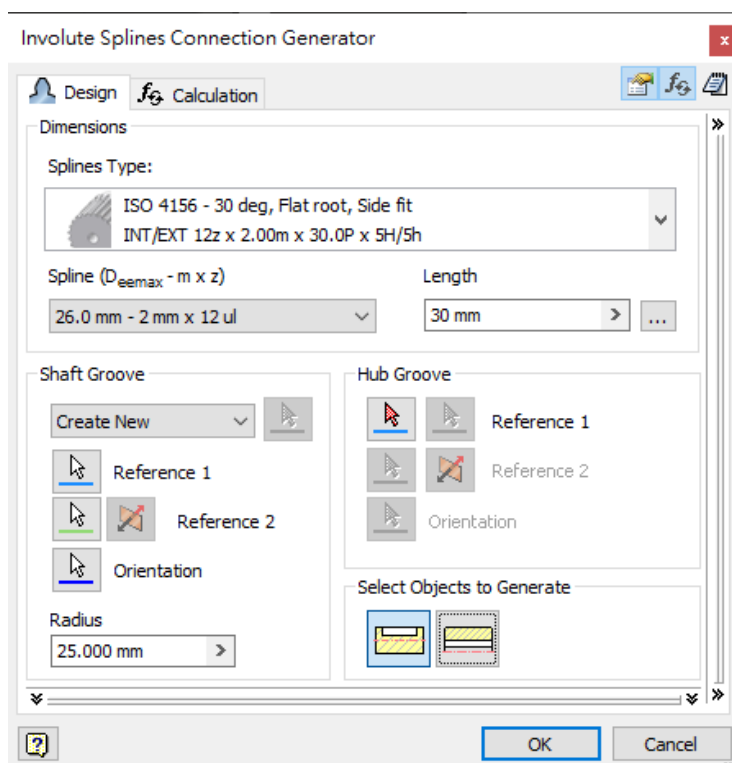 Involute Splines Connection Generator
x
Design
Calculation
Dimensions
Splines Type:
ISO 4156 - 30 deg, Flat root, Side fit
INT/EXT 12z x 2.00m x 30.0P x 5H/5h
Spline (Deemax - m x z)
Length
26.0 mm - 2 mm x 12 ul
30 mm
...
Shaft Groove
Create New
Reference 1
Reference 2
Orientation
Radius
25.000 mm
Hub Groove
Reference 1
Reference 2
Orientation
Select Objects to Generate
OK
Cancel